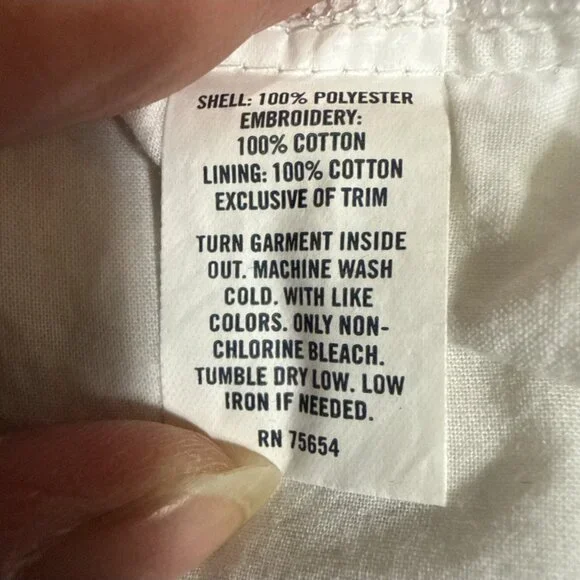 SHELL: 100% POLYESTER
EMBROIDERY:
100% COTTON
LINING: 100% COTTON
EXCLUSIVE OF TRIM
TURN GARMENT INSIDE
OUT. MACHINE WASH
COLD. WITH LIKE
COLORS. ONLY NON-
CHLORINE BLEACH.
TUMBLE DRY LOW. LOW
IRON IF NEEDED.
RN 75654